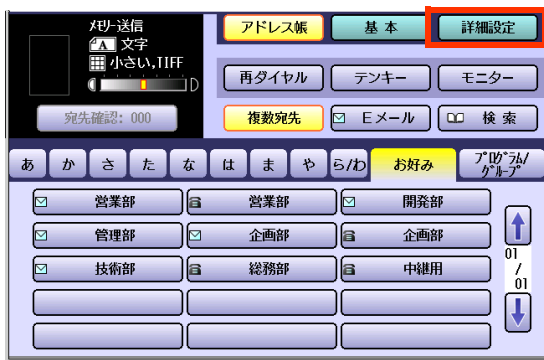 ﾒﾓﾘｰ送信
A 文字
小さい,TIFF
D
宛先確認: 000
アドレス帳
基 本
詳細設定
再ダイヤル
テンキー
モニター
複数宛先
Eメール
検 索
あ
か
さ
た
な
は
ま
や
ら/わ
お好み
ﾌﾟﾛｸﾞﾗﾑ/
ｸﾞﾙｰﾌﾟ
営業部
営業部
開発部
管理部
企画部
企画部
技術部
総務部
中継用
01
/
01